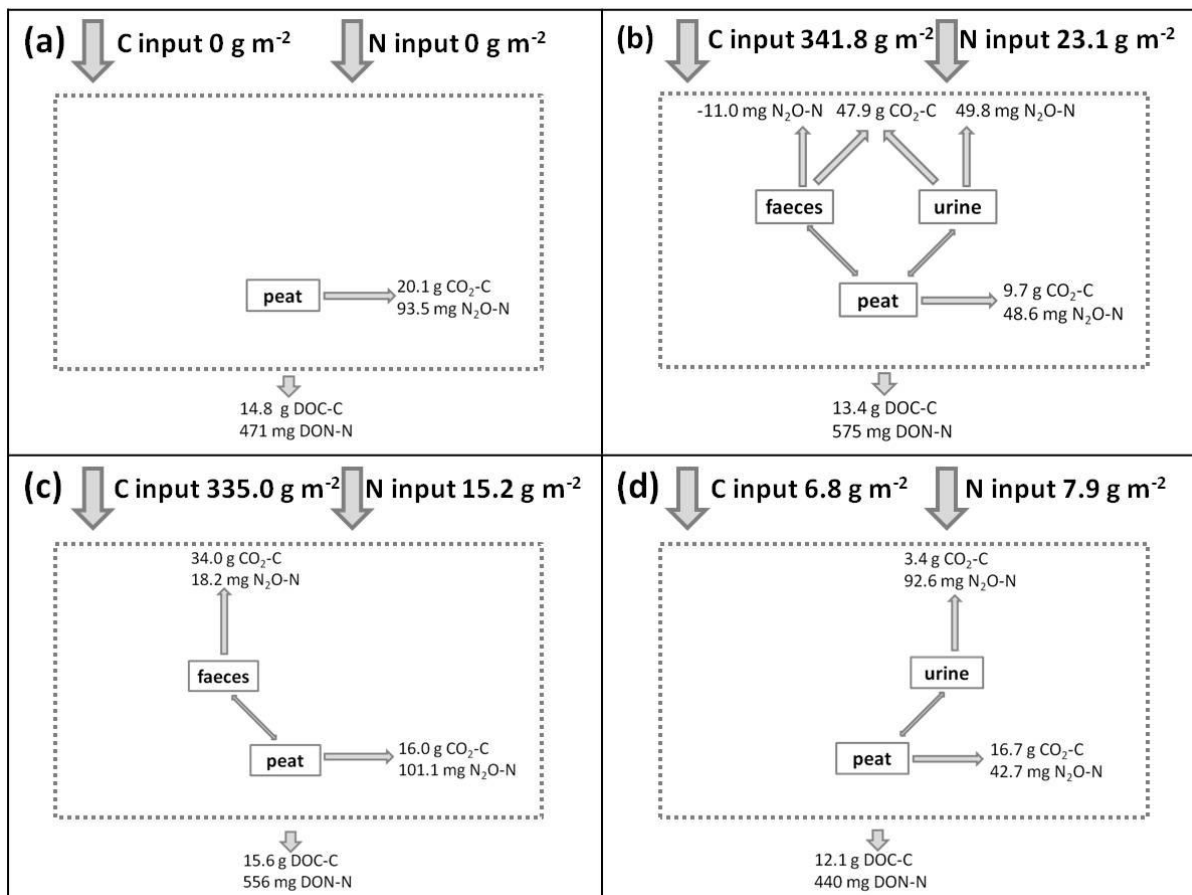 (a) C input 0 g m⁻² N input 0 g m⁻²
peat
20.1 g CO₂-C
93.5 mg N₂O-N
14.8 g DOC-C
471 mg DON-N
(b) C input 341.8 g m⁻² N input 23.1 g m⁻²
-11.0 mg N₂O-N 47.9 g CO₂-C 49.8 mg N₂O-N
faeces urine
peat
9.7 g CO₂-C
48.6 mg N₂O-N
13.4 g DOC-C
575 mg DON-N
(c) C input 335.0 g m⁻² N input 15.2 g m⁻²
34.0 g CO₂-C
18.2 mg N₂O-N
faeces
peat
16.0 g CO₂-C
101.1 mg N₂O-N
15.6 g DOC-C
556 mg DON-N
(d) C input 6.8 g m⁻² N input 7.9 g m⁻²
3.4 g CO₂-C
92.6 mg N₂O-N
urine
peat
16.7 g CO₂-C
42.7 mg N₂O-N
12.1 g DOC-C
440 mg DON-N